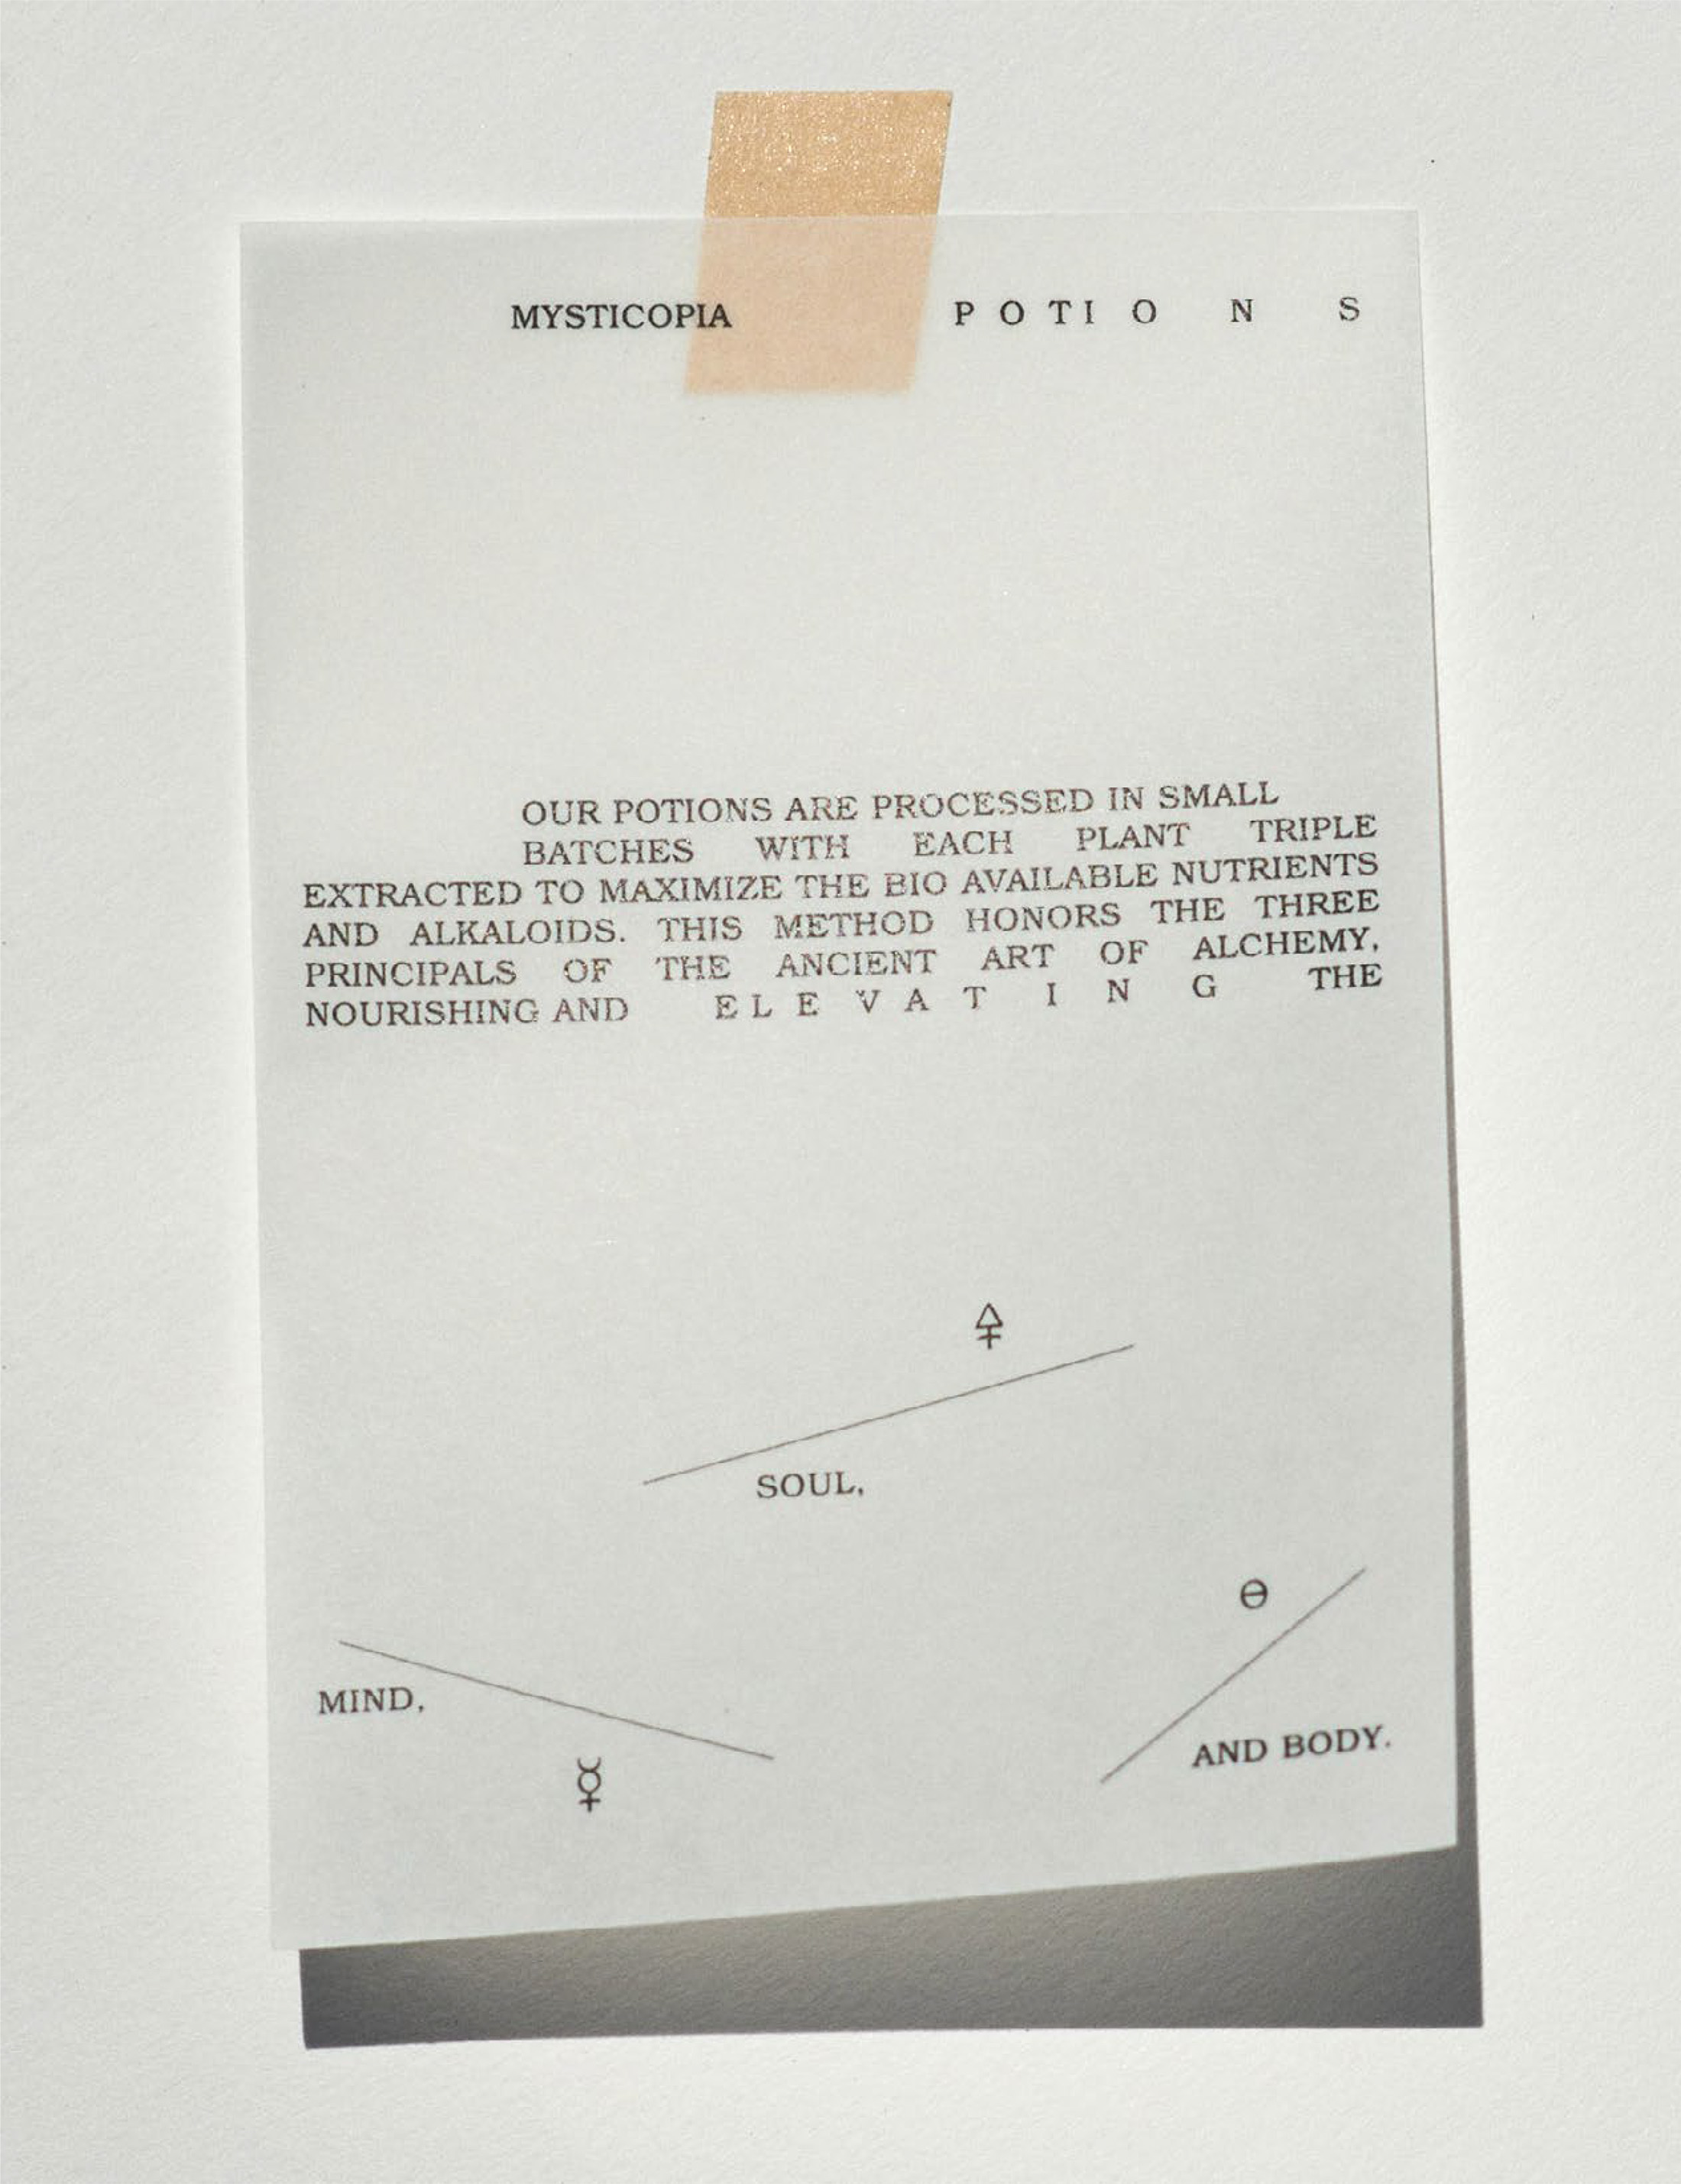 MYSTICOPIA P O T I O N S
OUR POTIONS ARE PROCESSED IN SMALL
BATCHES WITH EACH PLANT TRIPLE
EXTRACTED TO MAXIMIZE THE BIO AVAILABLE NUTRIENTS
AND ALKALOIDS. THIS METHOD HONORS THE THREE
PRINCIPALS OF THE ANCIENT ART OF ALCHEMY,
NOURISHING AND E L E V A T I N G THE
🜍
SOUL,
🜔
MIND,
AND BODY.
☿